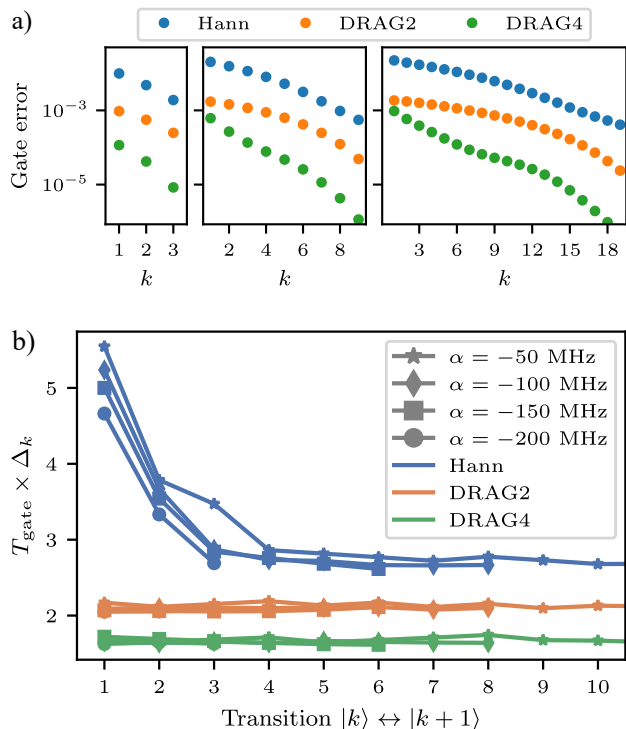 a)
Hann DRAG2 DRAG4
Gate error
10⁻³
10⁻⁵
1 2 3
2 4 6 8
3 6 9 12 15 18
k k k
b)
T_gate × Δ_k
5
4
3
2
α = −50 MHz
α = −100 MHz
α = −150 MHz
α = −200 MHz
Hann
DRAG2
DRAG4
1 2 3 4 5 6 7 8 9 10
Transition |k⟩ ↔ |k + 1⟩